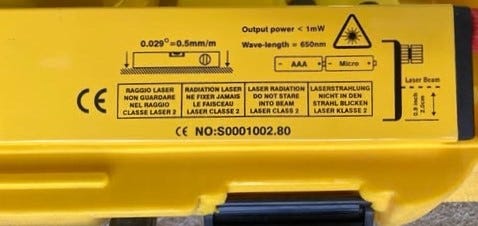 Output power < 1mW
0.029°=0.5mm/m
Wave-length = 650nm
- AAA + - Micro +
Laser Beam
0.9 inch
2.0cm
CE
RAGGIO LASER
NON GUARDARE
NEL RAGGIO
CLASSE LASER 2
RADIATION LASER
NE FIXER JAMAIS
LE FAISCEAU
LASER CLASSE 2
LASER RADIATION
DO NOT STARE
INTO BEAM
LASER CLASS 2
LASERSTRAHLUNG
NICHT IN DEN
STRAHL BLICKEN
LASER KLASSE 2
CE NO:S0001002.80